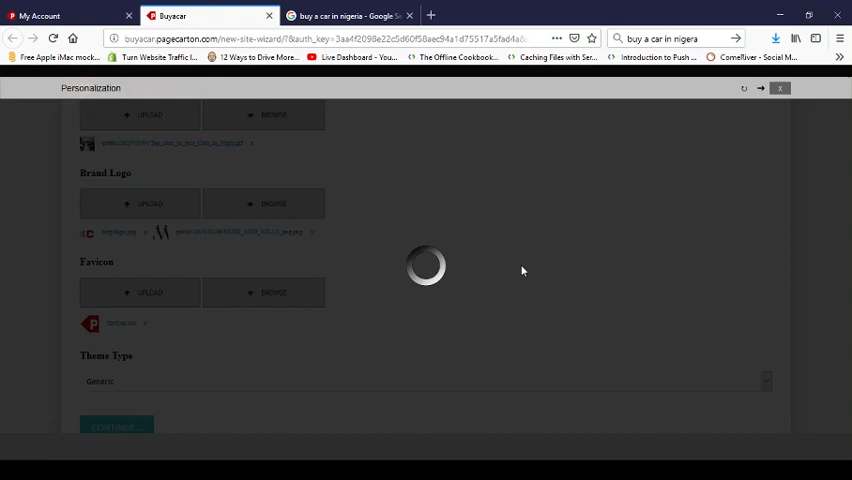 My Account
Buyacar
buy a car in nigeria - Google Se
buyacar.pagecarton.com/new-site-wizard/?&auth_key=3aa4f2098e22c5d60f58aec94a1d75517a5fad4a8
buy a car in nigera
Free Apple iMac mock...
Turn Website Traffic I...
12 Ways to Drive More...
Live Dashboard - You...
The Offline Cookbook...
Caching Files with Ser...
Introduction to Push ...
ComeRiver - Social M...
Personalization
x
UPLOAD
BROWSE
x
Brand Logo
UPLOAD
BROWSE
x
x
Favicon
UPLOAD
BROWSE
x
Theme Type
Generic
CONTINUE...